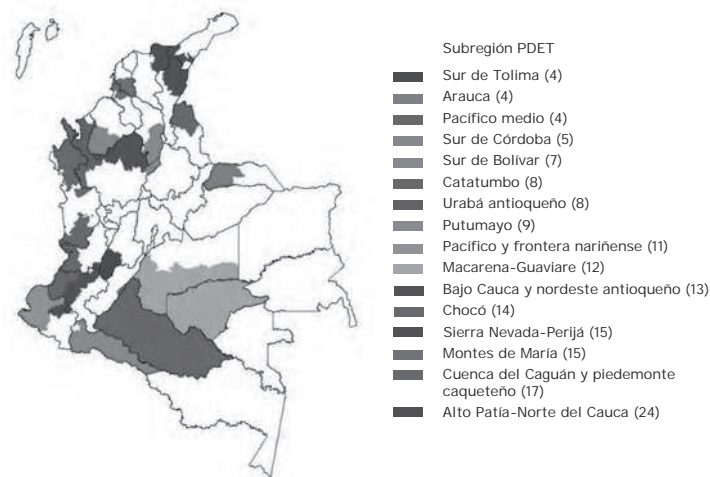 Subregión PDET
Sur de Tolima (4)
Arauca (4)
Pacífico medio (4)
Sur de Córdoba (5)
Sur de Bolívar (7)
Catatumbo (8)
Urabá antioqueño (8)
Putumayo (9)
Pacífico y frontera nariñense (11)
Macarena-Guaviare (12)
Bajo Cauca y nordeste antioqueño (13)
Chocó (14)
Sierra Nevada-Perijá (15)
Montes de María (15)
Cuenca del Caguán y piedemonte
caqueteño (17)
Alto Patía-Norte del Cauca (24)